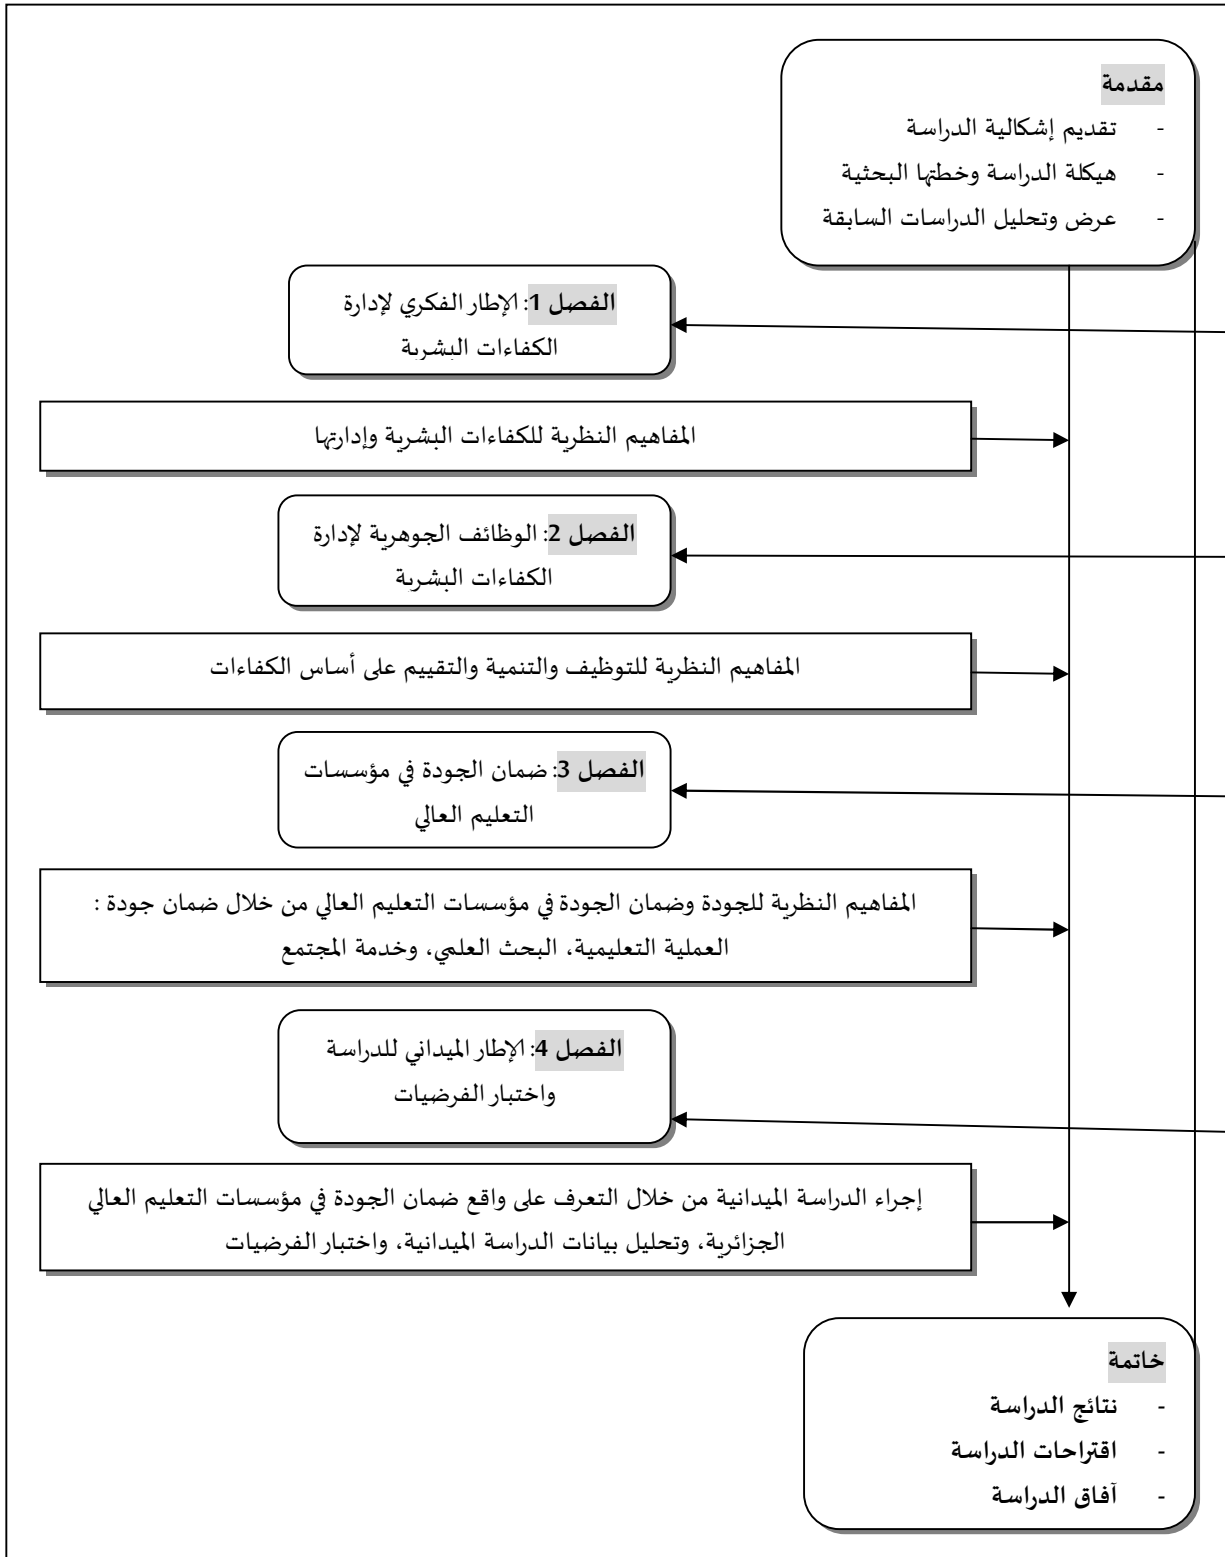 مقدمة
- تقديم إشكالية الدراسة
- هيكلة الدراسة وخطتها البحثية
- عرض وتحليل الدراسات السابقة
الفصل 1: الإطار الفكري لإدارة
الكفاءات البشرية
المفاهيم النظرية للكفاءات البشرية وإدارتها
الفصل 2: الوظائف الجوهرية لإدارة
الكفاءات البشرية
المفاهيم النظرية للتوظيف والتنمية والتقييم على أساس الكفاءات
الفصل 3: ضمان الجودة في مؤسسات
التعليم العالي
المفاهيم النظرية للجودة وضمان الجودة في مؤسسات التعليم العالي من خلال ضمان جودة :
العملية التعليمية، البحث العلمي، وخدمة المجتمع
الفصل 4: الإطار الميداني للدراسة
واختبار الفرضيات
إجراء الدراسة الميدانية من خلال التعرف على واقع ضمان الجودة في مؤسسات التعليم العالي
الجزائرية، وتحليل بيانات الدراسة الميدانية، واختبار الفرضيات
خاتمة
- نتائج الدراسة
- اقتراحات الدراسة
- آفاق الدراسة